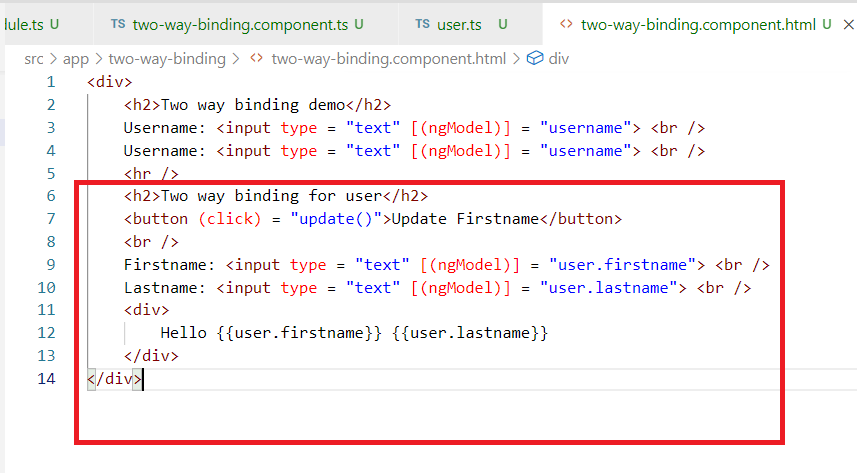 dule.ts U TS two-way-binding.component.ts U TS user.ts U <> two-way-binding.component.html U ×
src > app > two-way-binding > <> two-way-binding.component.html > div
1 <div>
2 <h2>Two way binding demo</h2>
3 Username: <input type = "text" [(ngModel)] = "username"> <br />
4 Username: <input type = "text" [(ngModel)] = "username"> <br />
5 <hr />
6 <h2>Two way binding for user</h2>
7 <button (click) = "update()">Update Firstname</button>
8 <br />
9 Firstname: <input type = "text" [(ngModel)] = "user.firstname"> <br />
10 Lastname: <input type = "text" [(ngModel)] = "user.lastname"> <br />
11 <div>
12 Hello {{user.firstname}} {{user.lastname}}
13 </div>
14 </div>